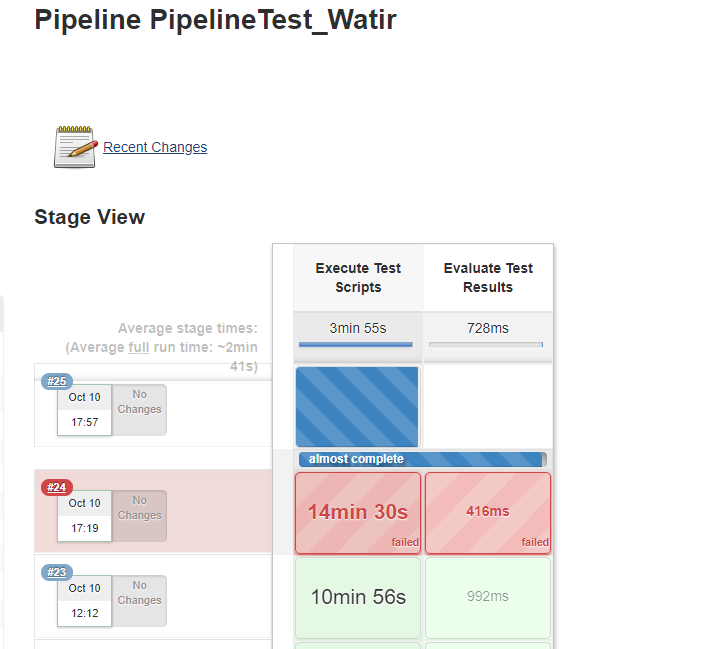 Pipeline PipelineTest_Watir
Recent Changes
Stage View
Execute Test
Scripts
Evaluate Test
Results
Average stage times:
(Average full run time: ~2min
41s)
3min 55s
728ms
#25
Oct 10
17:57
No
Changes
almost complete
#24
Oct 10
17:19
No
Changes
14min 30s
failed
416ms
failed
#23
Oct 10
12:12
No
Changes
10min 56s
992ms